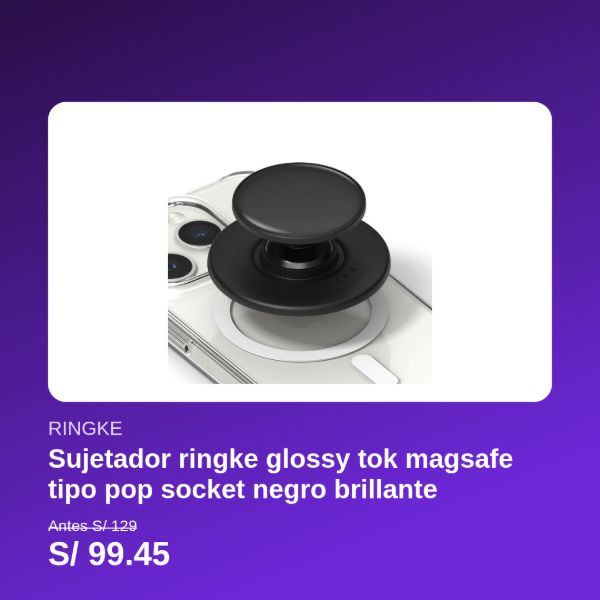 RINGKE
Sujetador ringke glossy tok magsafe
tipo pop socket negro brillante
Antes S/ 129
S/ 99.45